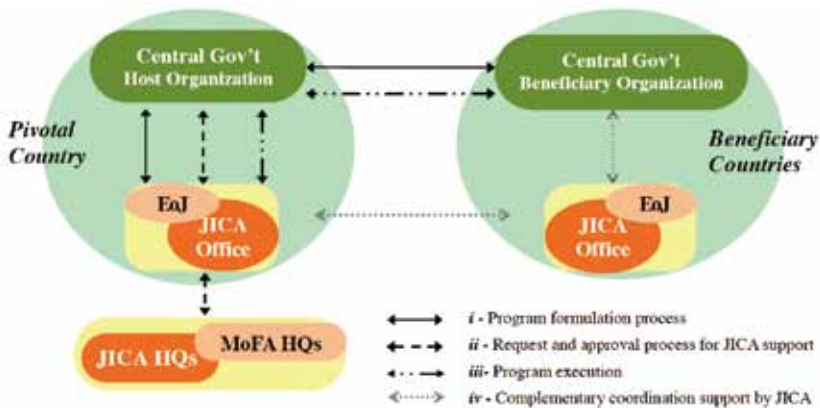 Central Gov't
Host Organization
Central Gov't
Beneficiary Organization
Pivotal
Country
Beneficiary
Countries
EoJ
JICA
Office
EoJ
JICA
Office
JICA HQs
MoFA HQs
i - Program formulation process
ii - Request and approval process for JICA support
iii- Program execution
iv - Complementary coordination support by JICA